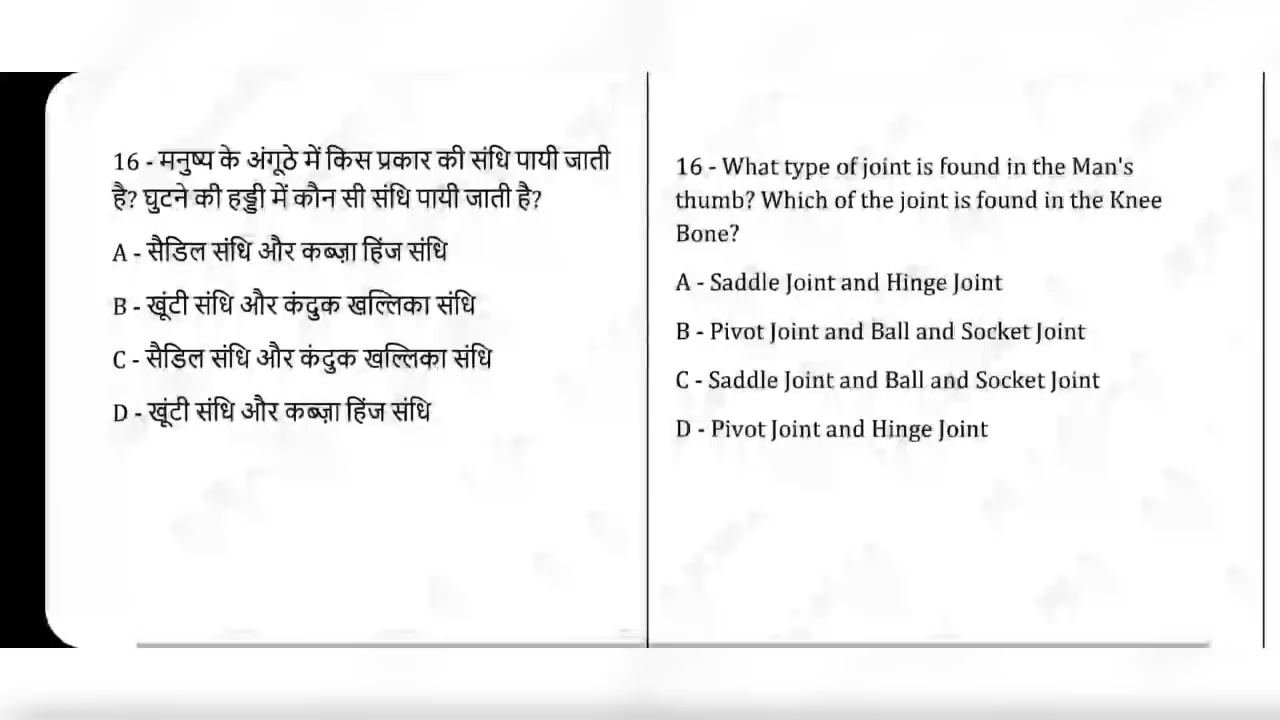 16 - मनुष्य के अंगूठे में किस प्रकार की संधि पायी जाती
है? घुटने की हड्डी में कौन सी संधि पायी जाती है?
A - सैडिल संधि और कब्ज़ा हिंज संधि
B - खूंटी संधि और कंदुक खल्लिका संधि
C - सैडिल संधि और कंदुक खल्लिका संधि
D - खूंटी संधि और कब्ज़ा हिंज संधि
16 - What type of joint is found in the Man's
thumb? Which of the joint is found in the Knee
Bone?
A - Saddle Joint and Hinge Joint
B - Pivot Joint and Ball and Socket Joint
C - Saddle Joint and Ball and Socket Joint
D - Pivot Joint and Hinge Joint